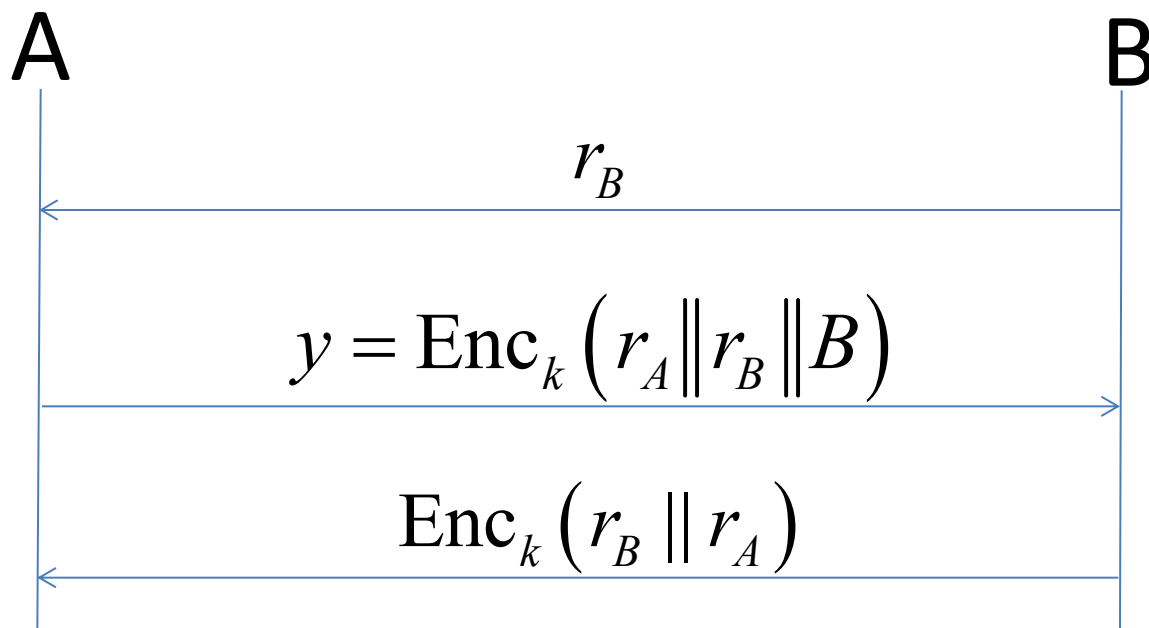 A B
r_B
y = Enc_k (r_A || r_B || B)
Enc_k (r_B || r_A)